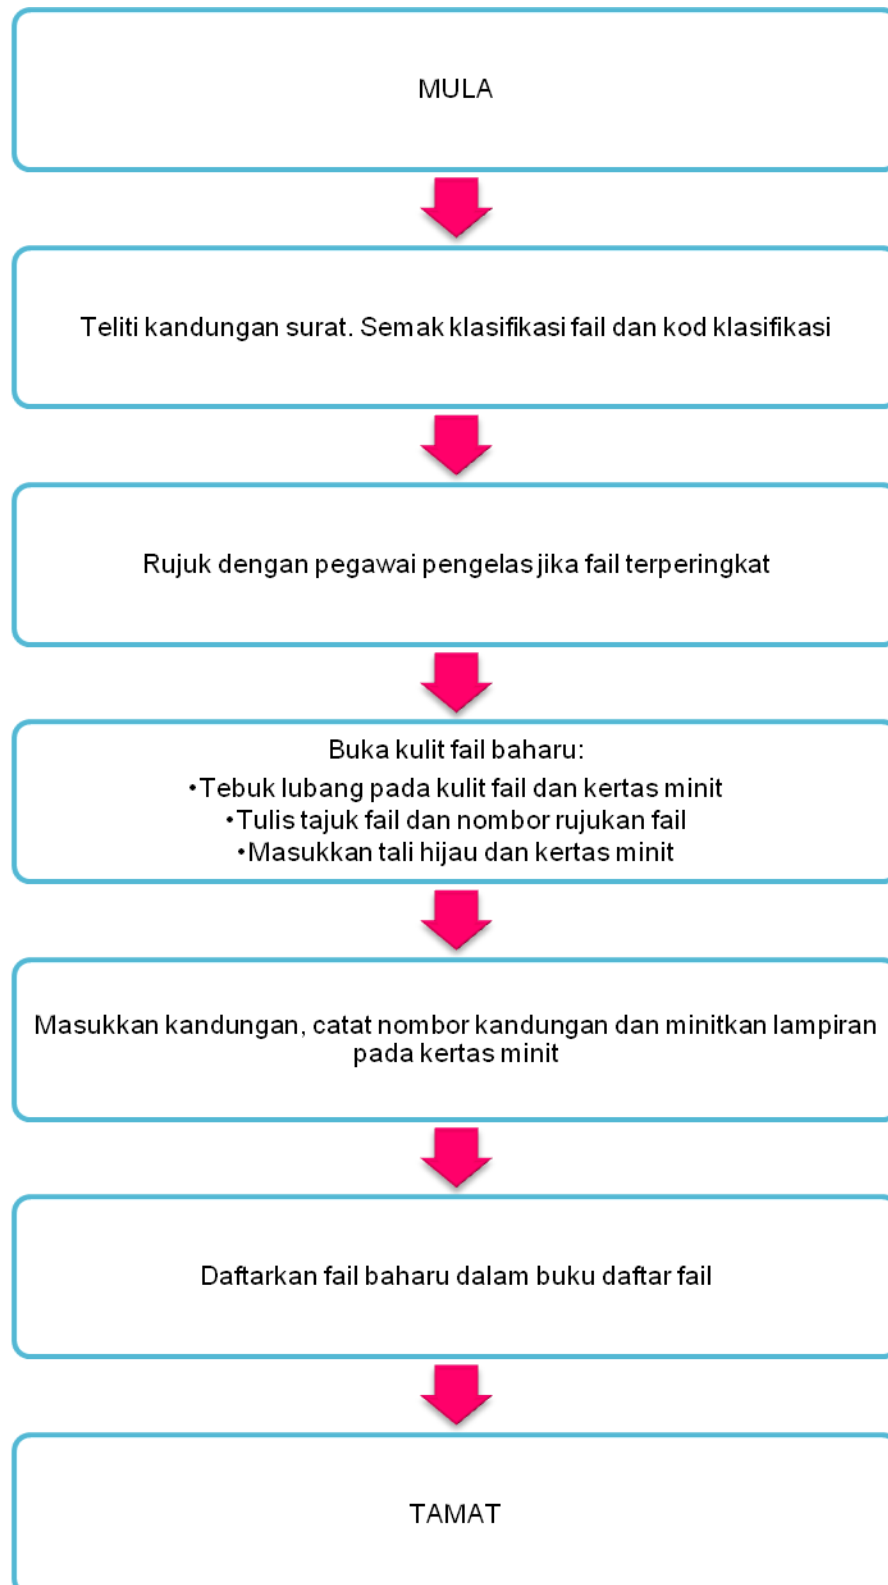 MULA
Teliti kandungan surat. Semak klasifikasi fail dan kod klasifikasi
Rujuk dengan pegawai pengelas jika fail terperingkat
Buka kulit fail baharu:
•Tebuk lubang pada kulit fail dan kertas minit
•Tulis tajuk fail dan nombor rujukan fail
•Masukkan tali hijau dan kertas minit
Masukkan kandungan, catat nombor kandungan dan minitkan lampiran
pada kertas minit
Daftarkan fail baharu dalam buku daftar fail
TAMAT